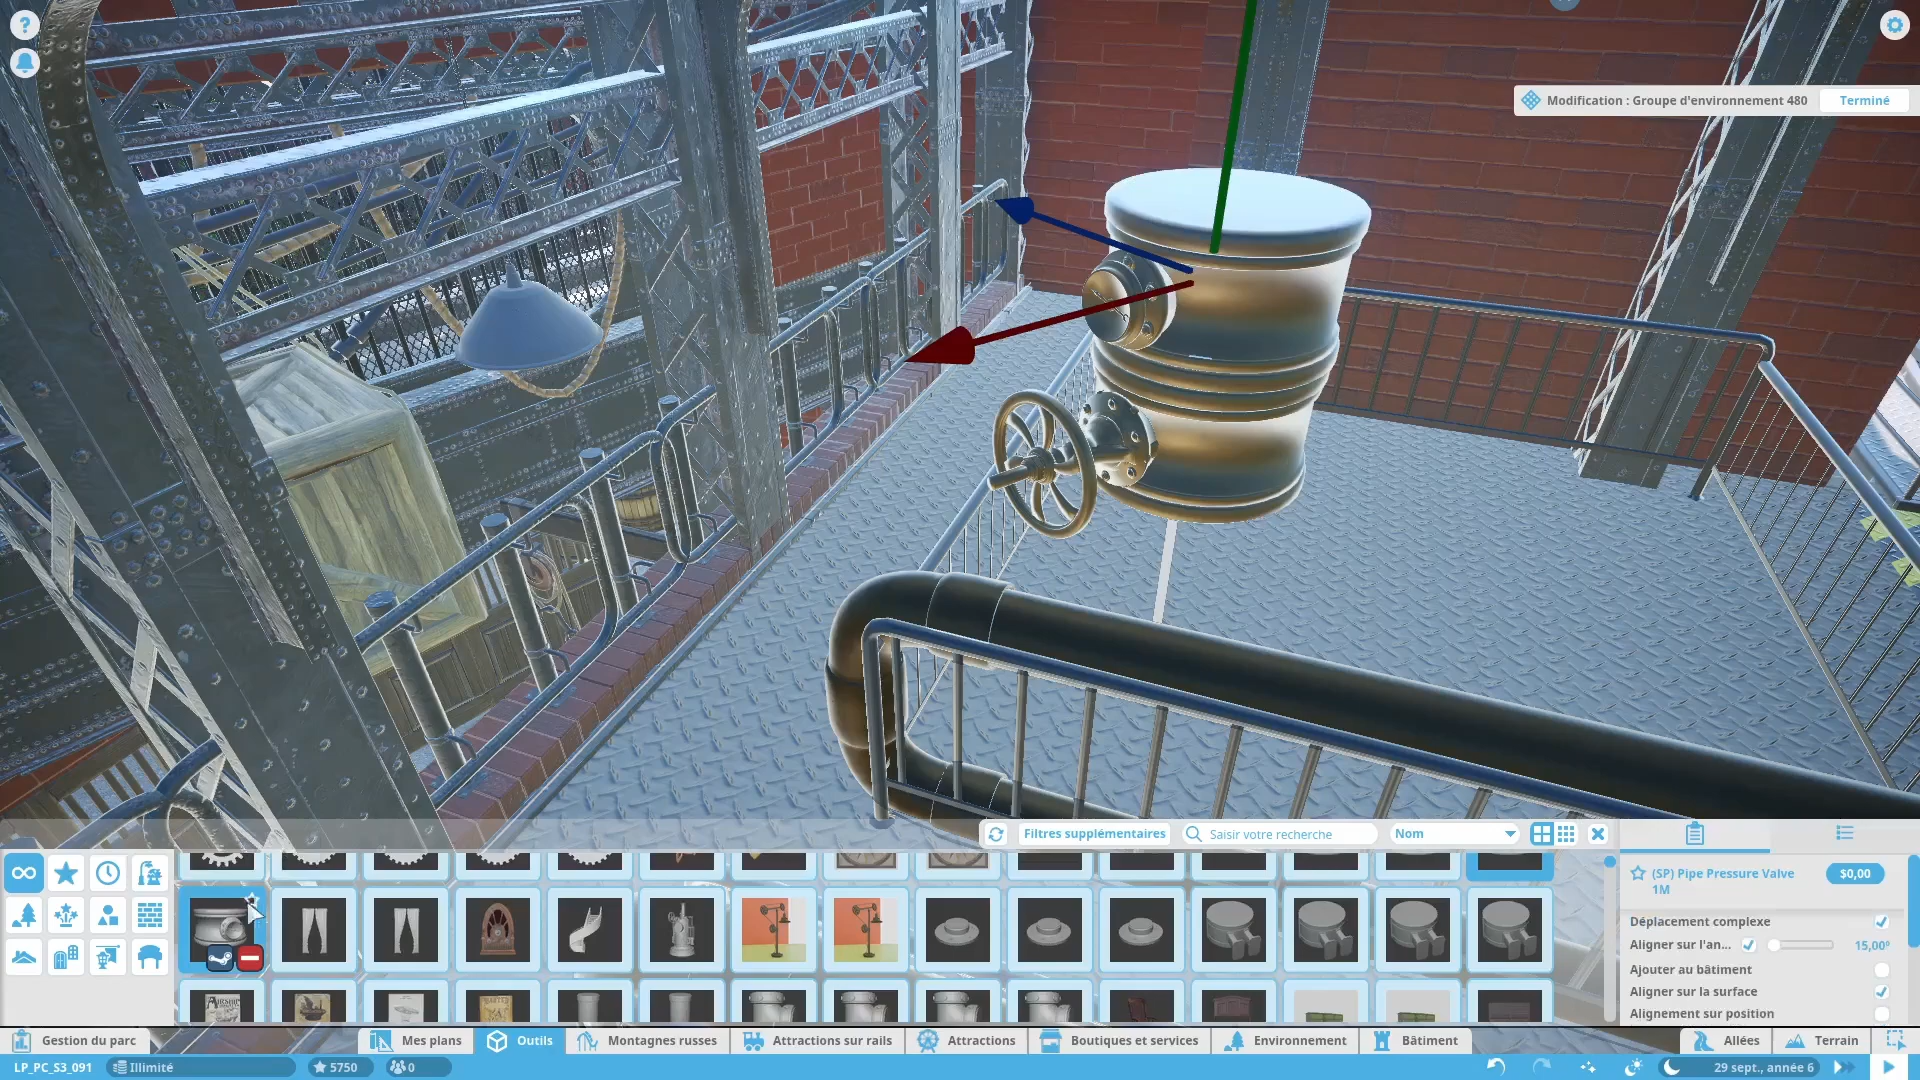 ?
Modification : Groupe d'environnement 480
Terminé
Filtres supplémentaires
Saisir votre recherche
Nom
(SP) Pipe Pressure Valve
1M
$0,00
Déplacement complexe
Aligner sur l'an...
15,00°
Ajouter au bâtiment
Aligner sur la surface
Alignement sur position
Gestion du parc
Mes plans
Outils
Montagnes russes
Attractions sur rails
Attractions
Boutiques et services
Environnement
Bâtiment
Allées
Terrain
LP_PC_S3_091
Illimité
5750
0
29 sept., année 6